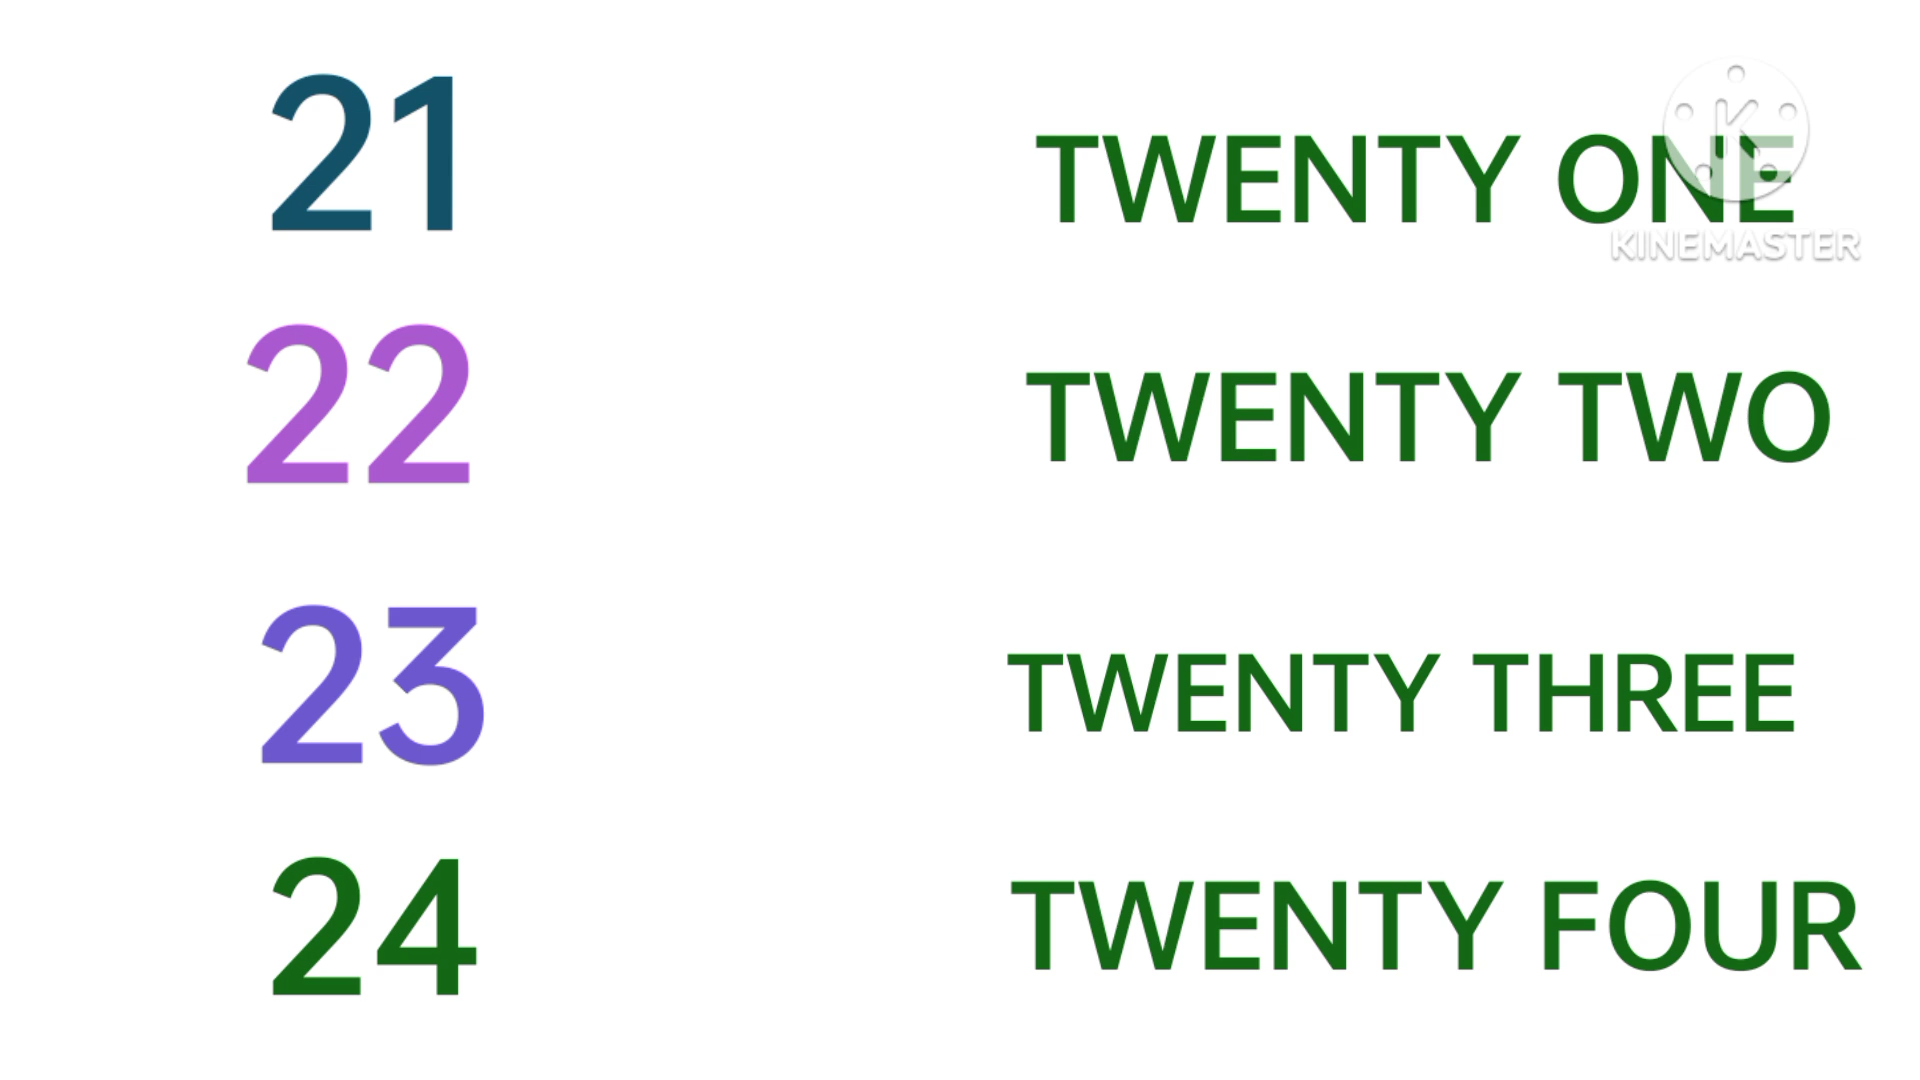 21 TWENTY ONE
KINEMASTER
22 TWENTY TWO
23 TWENTY THREE
24 TWENTY FOUR